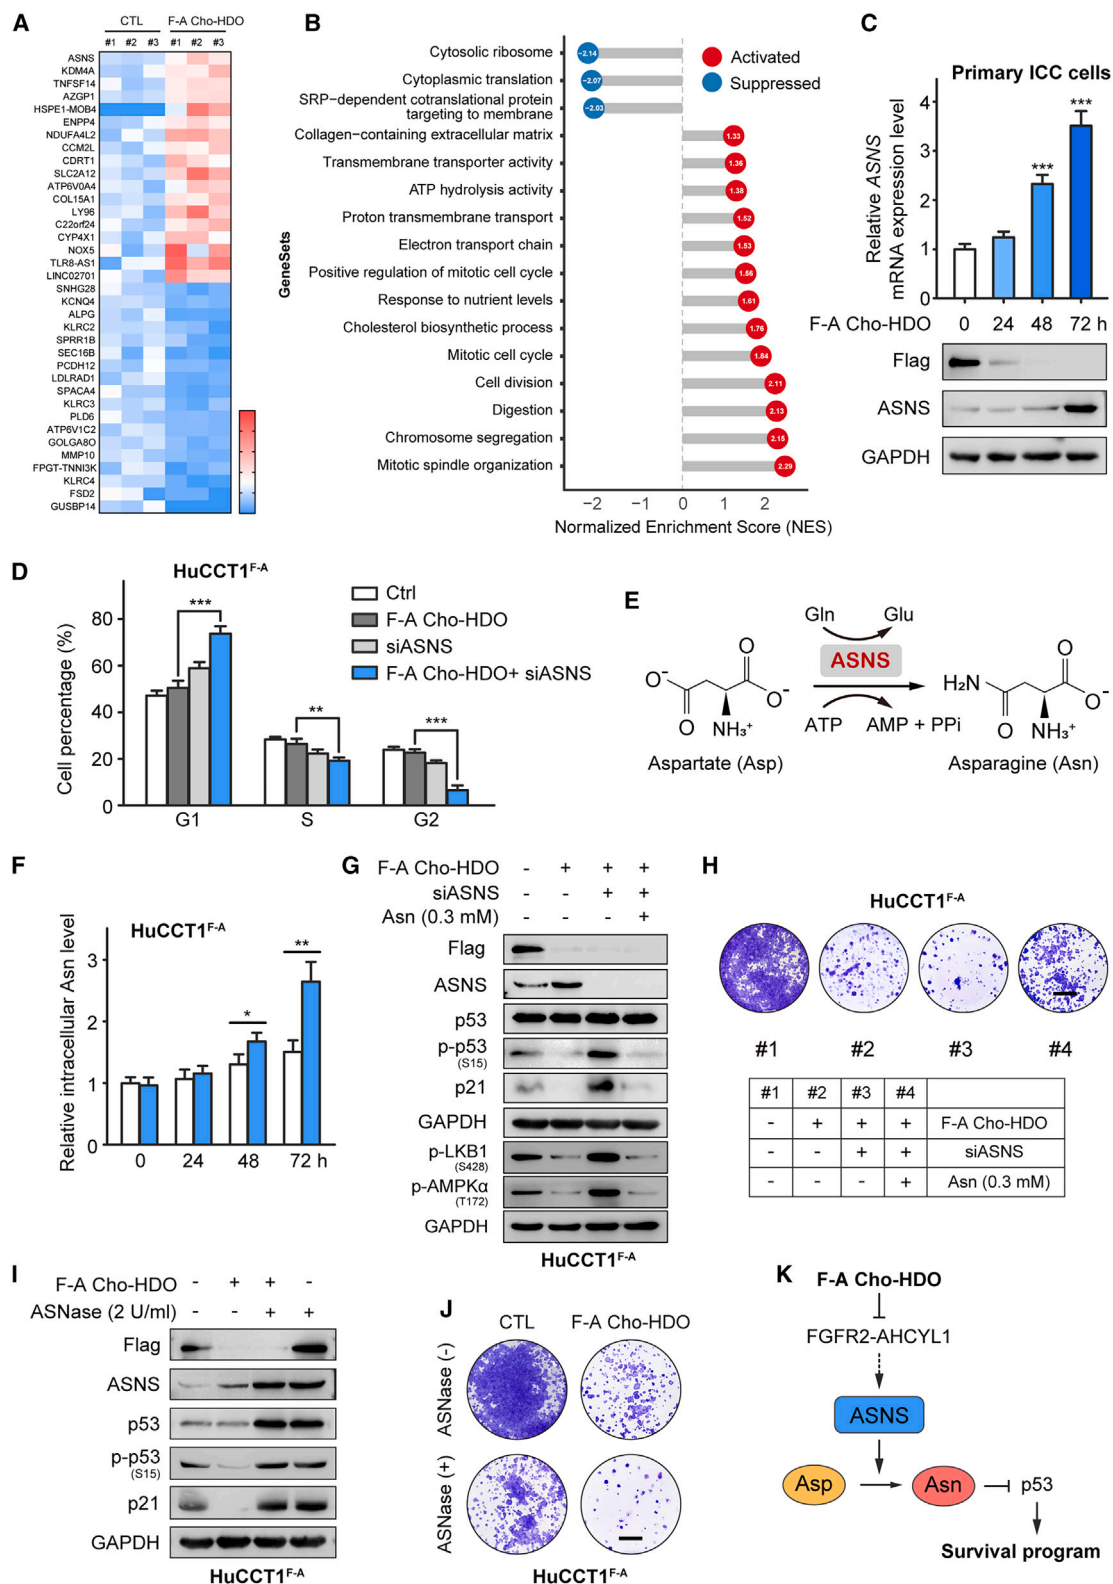 A
CTL F-A Cho-HDO
#1 #2 #3 #1 #2 #3
ASNS
KDM4A
TNFSF14
AZGP1
HSPE1-MOB4
ENPP4
NDUFA4L2
CCM2L
CDRT1
SLC2A12
ATP6V0A4
COL15A1
LY96
C22orf24
CYP4X1
NOX5
TLR8-AS1
LINC02701
SNHG28
KCNQ4
ALPG
KLRC2
SPRR1B
SEC16B
PCDH12
LDLRAD1
SPACA4
KLRC3
PLD6
ATP6V1C2
GOLGA8O
MMP10
FPGT-TNNI3K
KLRC4
FSD2
GUSBP14
B
GeneSets
Activated
Suppressed
Cytosolic ribosome −2.14
Cytoplasmic translation −2.07
SRP−dependent cotranslational protein
targeting to membrane −2.03
Collagen−containing extracellular matrix 1.33
Transmembrane transporter activity 1.36
ATP hydrolysis activity 1.38
Proton transmembrane transport 1.52
Electron transport chain 1.53
Positive regulation of mitotic cell cycle 1.56
Response to nutrient levels 1.61
Cholesterol biosynthetic process 1.76
Mitotic cell cycle 1.84
Cell division 2.11
Digestion 2.13
Chromosome segregation 2.15
Mitotic spindle organization 2.29
−2 −1 0 1 2
Normalized Enrichment Score (NES)
C
Primary ICC cells
Relative ASNS
mRNA expression level
4
3
2
1
0
*** ***
F-A Cho-HDO 0 24 48 72 h
Flag
ASNS
GAPDH
D
HuCCT1F-A
Cell percentage (%)
80
60
40
20
0
*** ** ***
Ctrl
F-A Cho-HDO
siASNS
F-A Cho-HDO+ siASNS
G1 S G2
E
Gln Glu
ASNS
ATP AMP + PPi
O⁻ O O O⁻ NH₃⁺
Aspartate (Asp)
H₂N O O O⁻ NH₃⁺
Asparagine (Asn)
F
HuCCT1F-A
Relative intracellular Asn level
3
2
1
0
* **
0 24 48 72 h
G
F-A Cho-HDO - + + +
siASNS - - + +
Asn (0.3 mM) - - - +
Flag
ASNS
p53
p-p53
(S15)
p21
GAPDH
p-LKB1
(S428)
p-AMPKα
(T172)
GAPDH
HuCCT1F-A
H
HuCCT1F-A
#1 #2 #3 #4
#1 #2 #3 #4
- + + + F-A Cho-HDO
- - + + siASNS
- - - + Asn (0.3 mM)
I
F-A Cho-HDO - + + -
ASNase (2 U/ml) - - + +
Flag
ASNS
p53
p-p53
(S15)
p21
GAPDH
HuCCT1F-A
J
CTL F-A Cho-HDO
ASNase (-)
ASNase (+)
HuCCT1F-A
K
F-A Cho-HDO
FGFR2-AHCYL1
ASNS
Asp Asn p53
Survival program